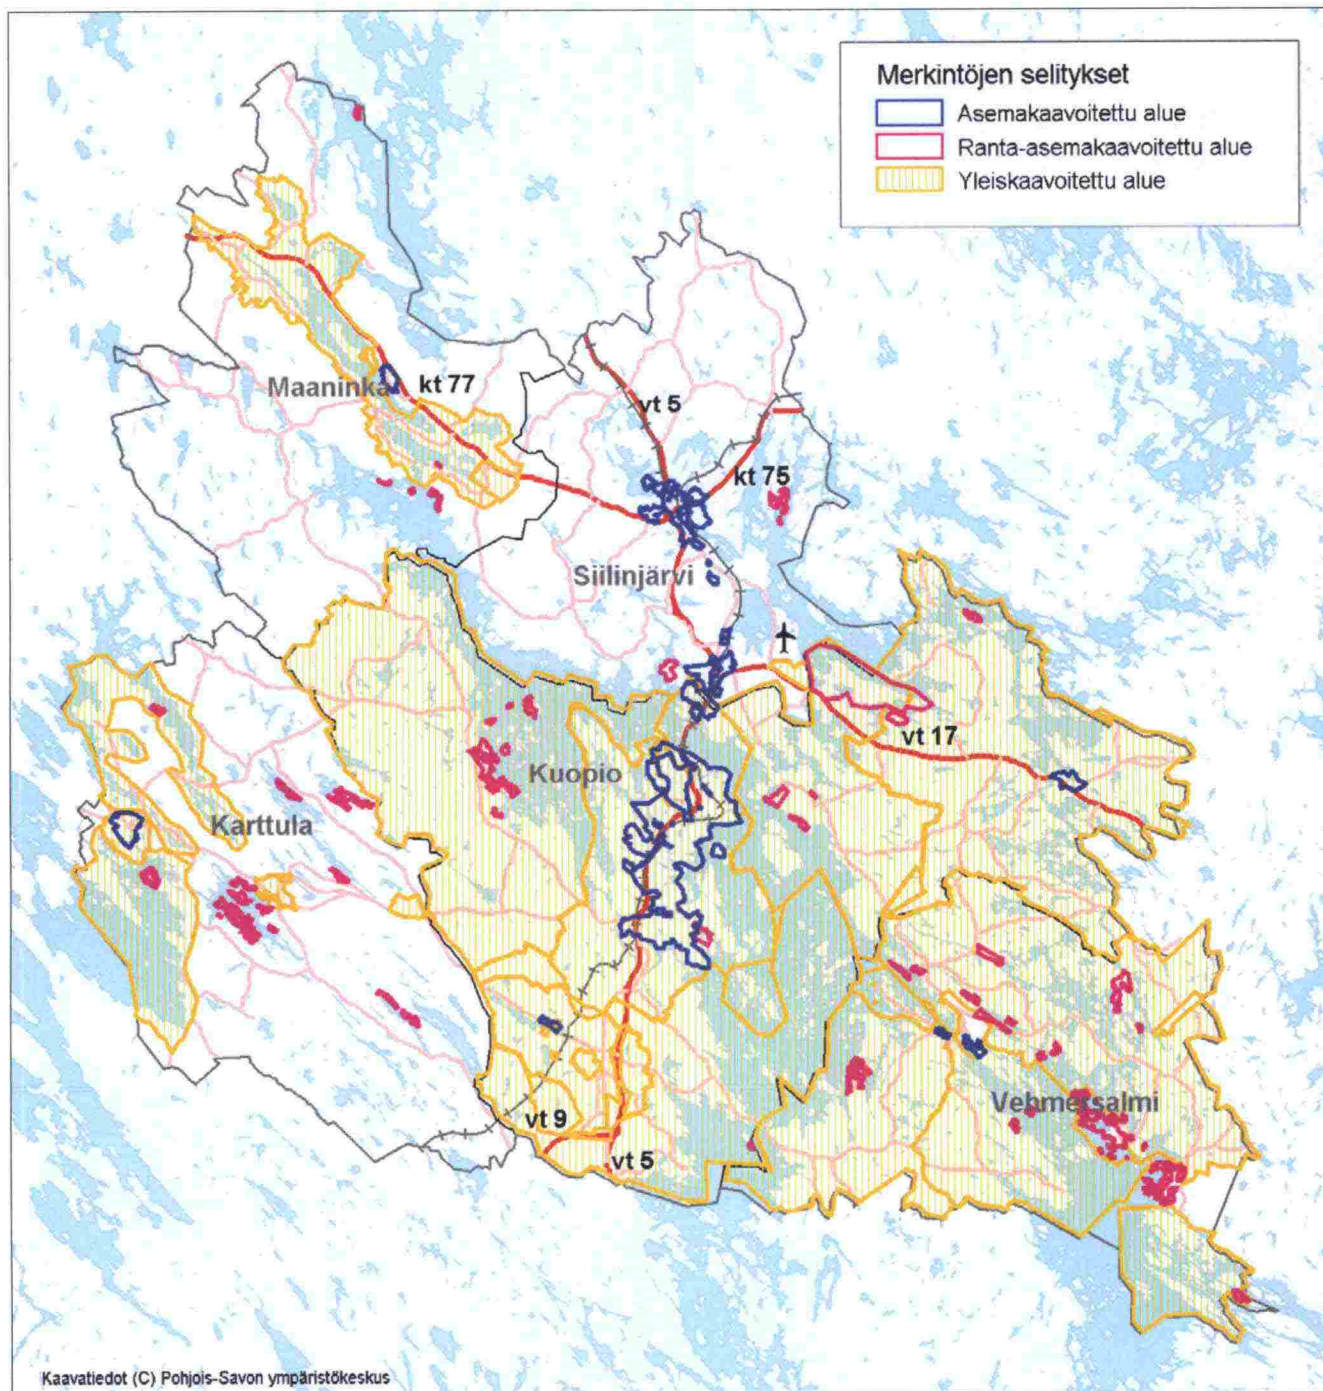 Merkintöjen selitykset
Asemakaavoitettu alue
Ranta-asemakaavoitettu alue
Yleiskaavoitettu alue
Maaninka
kt 77
vt 5
kt 75
Siilinjärvi
vt 17
Kuopio
Karttula
Vehmersalmi
vt 9
vt 5
Kaavatiedot (C) Pohjois-Savon ympäristökeskus